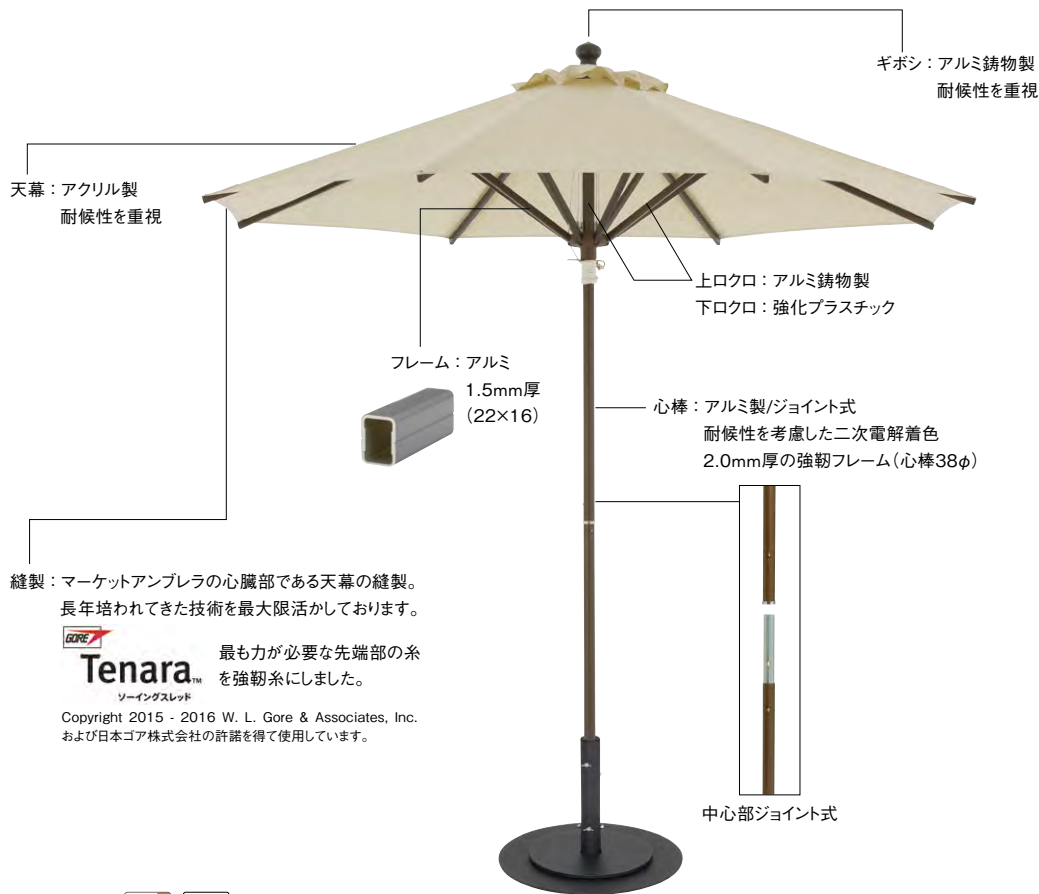 ギボシ：アルミ鋳物製
耐候性を重視
天幕：アクリル製
耐候性を重視
上ロクロ：アルミ鋳物製
下ロクロ：強化プラスチック
フレーム：アルミ
1.5mm厚
（22×16）
心棒：アルミ製/ジョイント式
耐候性を考慮した二次電解着色
2.0mm厚の強靭フレーム（心棒38φ）
縫製：マーケットアンブレラの心臓部である天幕の縫製。
長年培われてきた技術を最大限活かしております。
GORE
Tenara™
ソーイングスレッド
最も力が必要な先端部の糸
を強靭糸にしました。
Copyright 2015 - 2016 W. L. Gore & Associates, Inc.
および日本ゴア株式会社の許諾を得て使用しています。
中心部ジョイント式